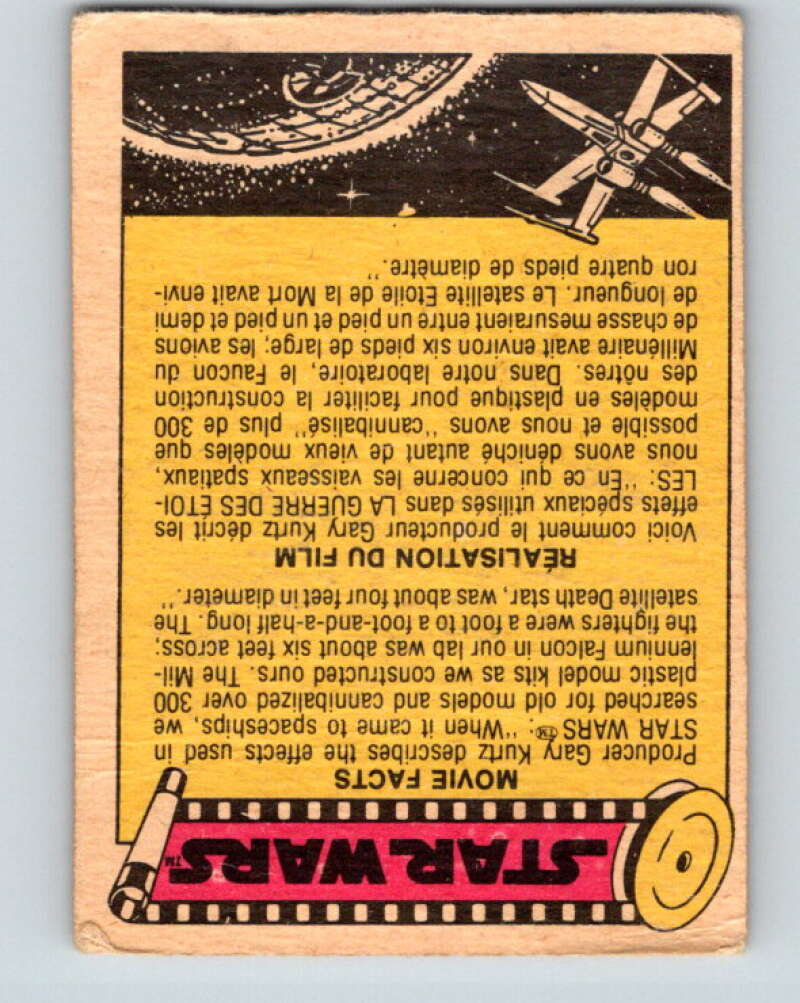 STAR WARS™
MOVIE FACTS
Producer Gary Kurtz describes the effects used in
STAR WARS™: "When it came to spaceships, we
searched for old models and cannibalized over 300
plastic model kits as we constructed ours. The Mil-
lennium Falcon in our lab was about six feet across;
the fighters were a foot to a foot-and-a-half long. The
satellite Death star, was about four feet in diameter."
RÉALISATION DU FILM
Voici comment le producteur Gary Kurtz décrit les
effets spéciaux utilisés dans LA GUERRE DES ÉTOI-
LES: "En ce qui concerne les vaisseaux spatiaux,
nous avons déniché autant de vieux modèles que
possible et nous avons "cannibalisé" plus de 300
modèles en plastique pour faciliter la construction
des nôtres. Dans notre laboratoire, le Faucon du
Millénaire avait environ six pieds de large; les avions
de chasse mesuraient entre un pied et un pied et demi
de longueur. Le satellite Étoile de la Mort avait envi-
ron quatre pieds de diamètre."